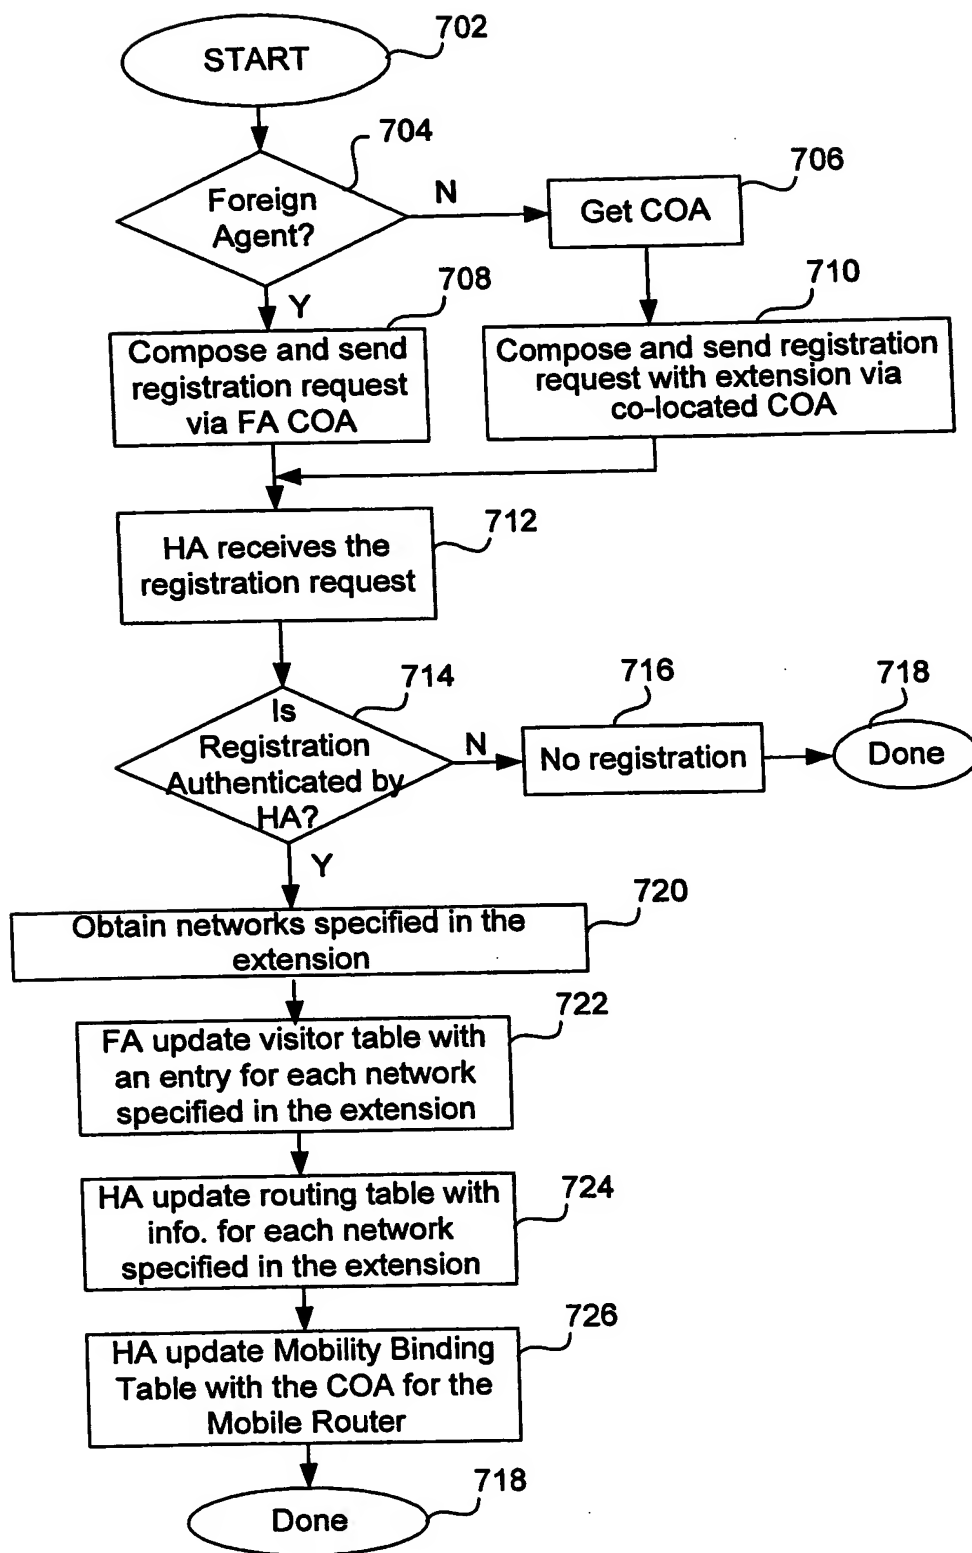 START
702
Foreign
Agent?
704
N
Get COA
706
Y
Compose and send
registration request
via FA COA
708
Compose and send registration
request with extension via
co-located COA
710
HA receives the
registration request
712
Is
Registration
Authenticated by
HA?
714
N
No registration
716
Done
718
Y
Obtain networks specified in the
extension
720
FA update visitor table with
an entry for each network
specified in the extension
722
HA update routing table with
info. for each network
specified in the extension
724
HA update Mobility Binding
Table with the COA for the
Mobile Router
726
Done
718